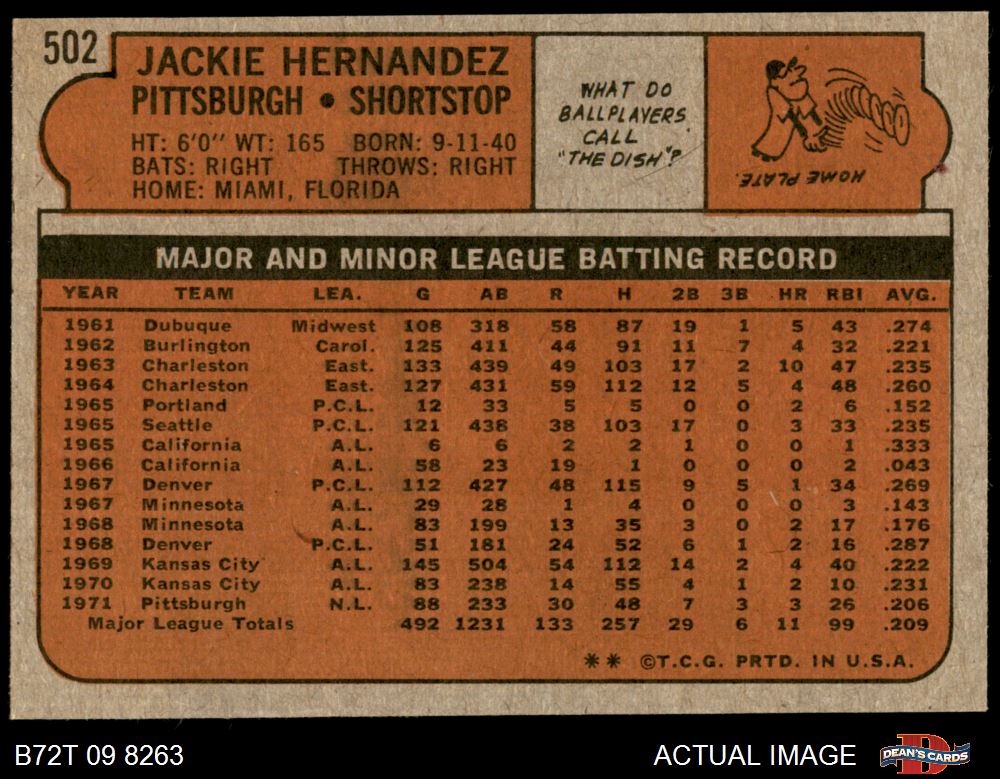 502
JACKIE HERNANDEZ
PITTSBURGH • SHORTSTOP
HT: 6'0" WT: 165 BORN: 9-11-40
BATS: RIGHT THROWS: RIGHT
HOME: MIAMI, FLORIDA
WHAT DO
BALLPLAYERS
CALL
"THE DISH"?
HOME PLATE.
MAJOR AND MINOR LEAGUE BATTING RECORD
YEAR TEAM LEA. G AB R H 2B 3B HR RBI AVG.
1961 Dubuque Midwest 108 318 58 87 19 1 5 43 .274
1962 Burlington Carol. 125 411 44 91 11 7 4 32 .221
1963 Charleston East. 133 439 49 103 17 2 10 47 .235
1964 Charleston East. 127 431 59 112 12 5 4 48 .260
1965 Portland P.C.L. 12 33 5 5 0 0 2 6 .152
1965 Seattle P.C.L. 121 438 38 103 17 0 3 33 .235
1965 California A.L. 6 6 2 2 1 0 0 1 .333
1966 California A.L. 58 23 19 1 0 0 0 2 .043
1967 Denver P.C.L. 112 427 48 115 9 5 1 34 .269
1967 Minnesota A.L. 29 28 1 4 0 0 0 3 .143
1968 Minnesota A.L. 83 199 13 35 3 0 2 17 .176
1968 Denver P.C.L. 51 181 24 52 6 1 2 16 .287
1969 Kansas City A.L. 145 504 54 112 14 2 4 40 .222
1970 Kansas City A.L. 83 238 14 55 4 1 2 10 .231
1971 Pittsburgh N.L. 88 233 30 48 7 3 3 26 .206
Major League Totals 492 1231 133 257 29 6 11 99 .209
** ©T.C.G. PRTD. IN U.S.A.
B72T 09 8263
ACTUAL IMAGE
DEAN'S CARDS